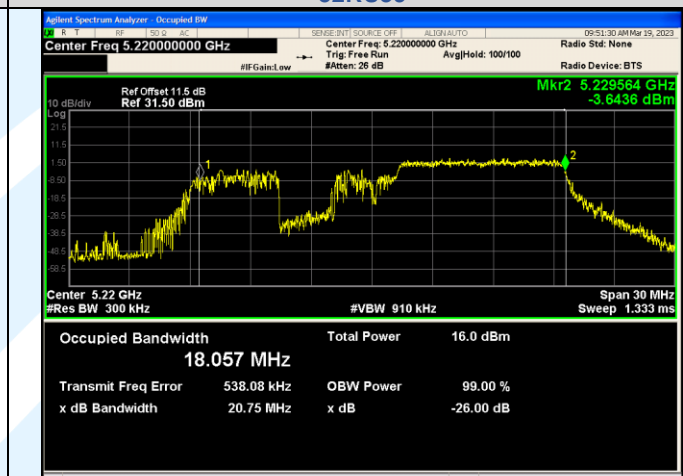 Agilent Spectrum Analyzer - Occupied BW
R T RF 50 Ω AC SENSE:INT SOURCE OFF ALIGN AUTO 09:51:30 AM Mar 19, 2023
Center Freq 5.220000000 GHz Center Freq: 5.220000000 GHz Radio Std: None
Trig: Free Run Avg|Hold: 100/100
#IFGain:Low #Atten: 26 dB Radio Device: BTS
Mkr2 5.229564 GHz
Ref Offset 11.5 dB
10 dB/div Ref 31.50 dBm -3.6436 dBm
Log
21.5
11.5
1.50
-8.50
-18.5
-28.5
-38.5
-48.5
-58.5
1
2
Center 5.22 GHz Span 30 MHz
#Res BW 300 kHz #VBW 910 kHz Sweep 1.333 ms
Occupied Bandwidth Total Power 16.0 dBm
18.057 MHz
Transmit Freq Error 538.08 kHz OBW Power 99.00 %
x dB Bandwidth 20.75 MHz x dB -26.00 dB